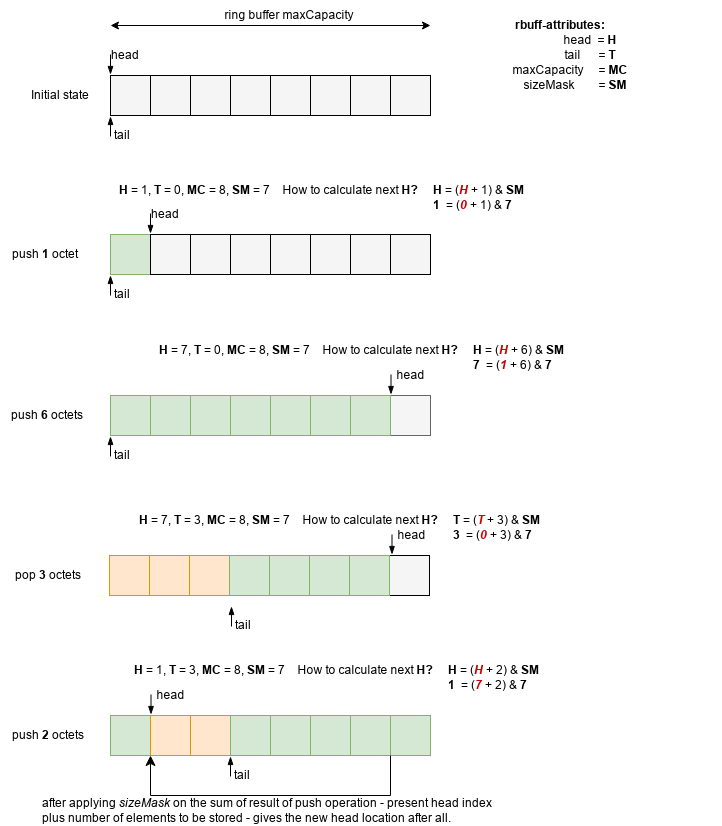 ring buffer maxCapacity
rbuff-attributes:
head = H
tail = T
maxCapacity = MC
sizeMask = SM
head
Initial state
tail
H = 1, T = 0, MC = 8, SM = 7 How to calculate next H? H = (H + 1) & SM
1 = (0 + 1) & 7
head
push 1 octet
tail
H = 7, T = 0, MC = 8, SM = 7 How to calculate next H? H = (H + 6) & SM
7 = (1 + 6) & 7
head
push 6 octets
tail
H = 7, T = 3, MC = 8, SM = 7 How to calculate next H? T = (T + 3) & SM
3 = (0 + 3) & 7
head
pop 3 octets
tail
H = 1, T = 3, MC = 8, SM = 7 How to calculate next H? H = (H + 2) & SM
1 = (7 + 2) & 7
head
push 2 octets
tail
after applying sizeMask on the sum of result of push operation - present head index
plus number of elements to be stored - gives the new head location after all.